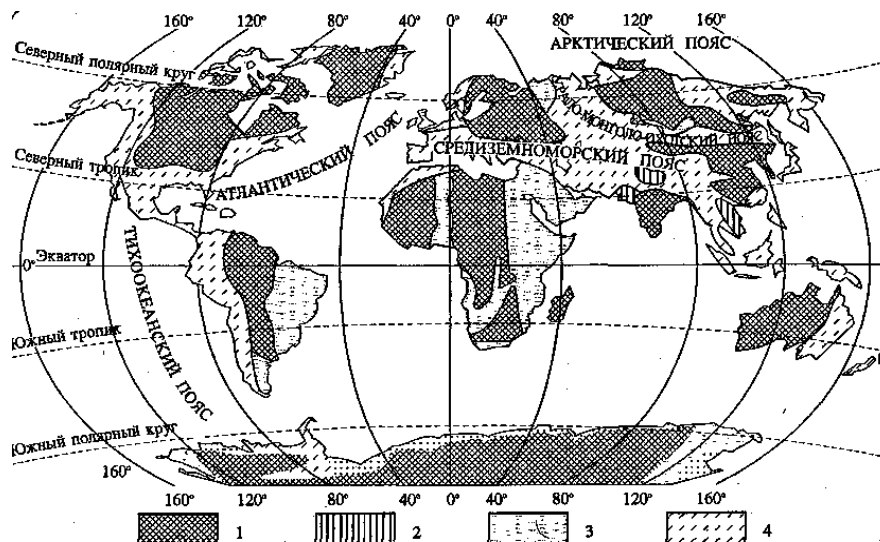 160° 120° 80° 40° 0° 40° 80° 120° 160°
АРКТИЧЕСКИЙ ПОЯС
Северный полярный круг
АТЛАНТИЧЕСКИЙ ПОЯС
СРЕДИЗЕМНОМОРСКИЙ ПОЯС
Северный тропик
ТИХООКЕАНСКИЙ ПОЯС
Экватор
0°
Южный тропик
Южный полярный круг
160°
160° 120° 80° 40° 0° 40° 80° 120° 160°
1 2 3 4